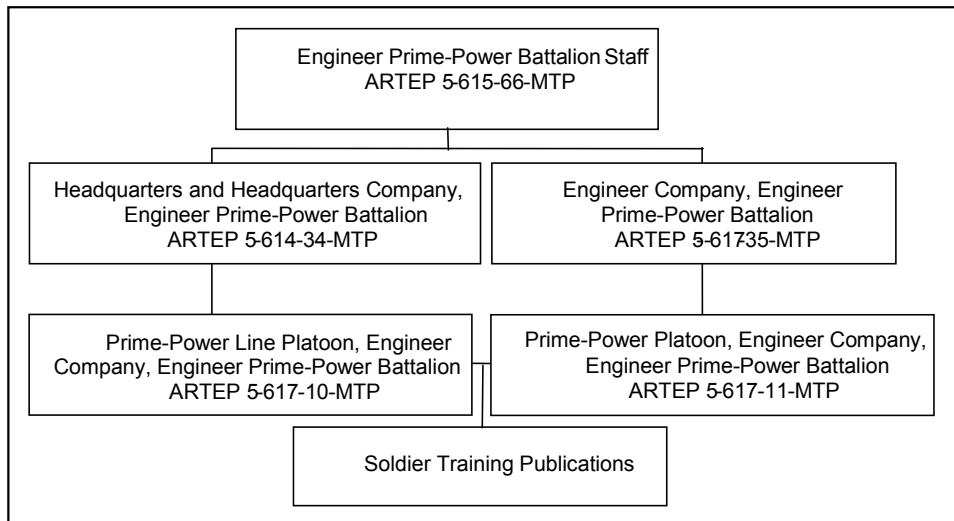 Engineer Prime-Power Battalion Staff
ARTEP 5-615-66-MTP
Headquarters and Headquarters Company,
Engineer Prime-Power Battalion
ARTEP 5-614-34-MTP
Engineer Company, Engineer
Prime-Power Battalion
ARTEP 5-61735-MTP
Prime-Power Line Platoon, Engineer
Company, Engineer Prime-Power Battalion
ARTEP 5-617-10-MTP
Prime-Power Platoon, Engineer Company,
Engineer Prime-Power Battalion
ARTEP 5-617-11-MTP
Soldier Training Publications